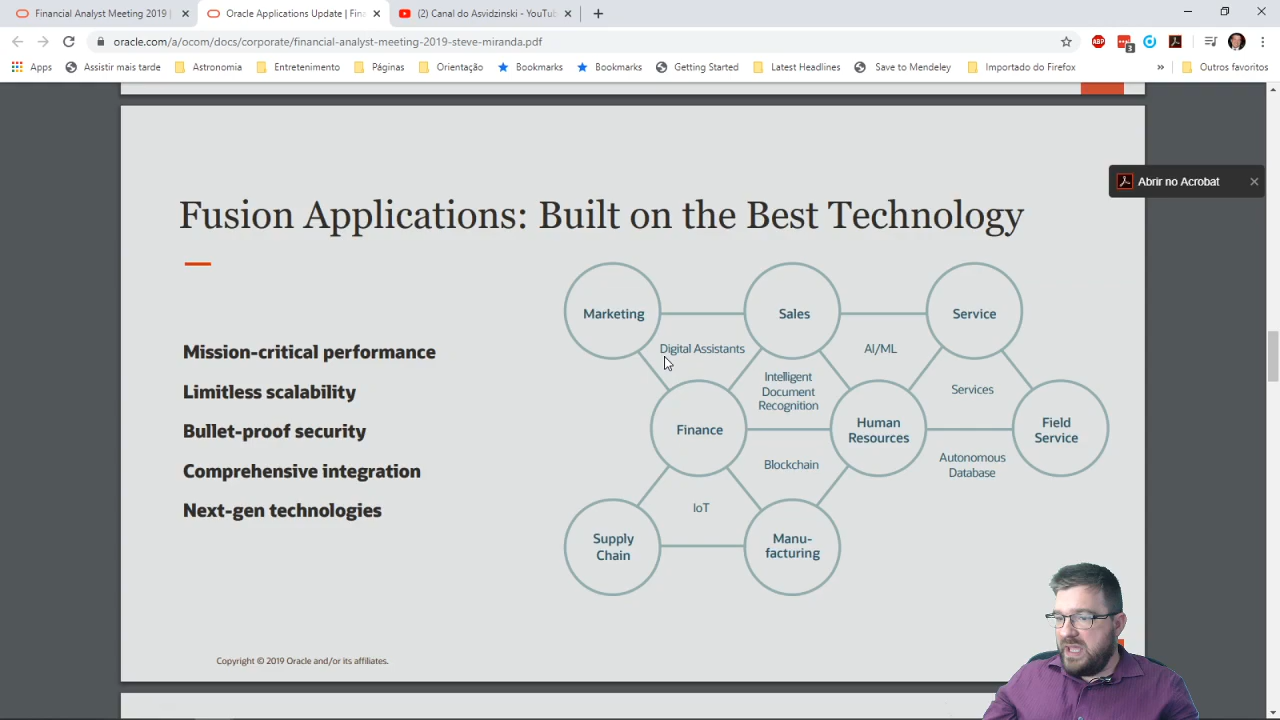 Financial Analyst Meeting 2019 |
Oracle Applications Update | Fina
(2) Canal do Asvidzinski - YouTube
oracle.com/a/ocom/docs/corporate/financial-analyst-meeting-2019-steve-miranda.pdf
ABP
3
Apps
Assistir mais tarde
Astronomia
Entretenimento
Páginas
Orientação
Bookmarks
Bookmarks
Getting Started
Latest Headlines
Save to Mendeley
Importado do Firefox
»
Outros favoritos
Abrir no Acrobat
Fusion Applications: Built on the Best Technology
Mission-critical performance
Limitless scalability
Bullet-proof security
Comprehensive integration
Next-gen technologies
Marketing
Sales
Service
Digital Assistants
AI/ML
Intelligent
Document
Recognition
Services
Finance
Human
Resources
Field
Service
Blockchain
Autonomous
Database
IoT
Supply
Chain
Manu-
facturing
Copyright © 2019 Oracle and/or its affiliates.